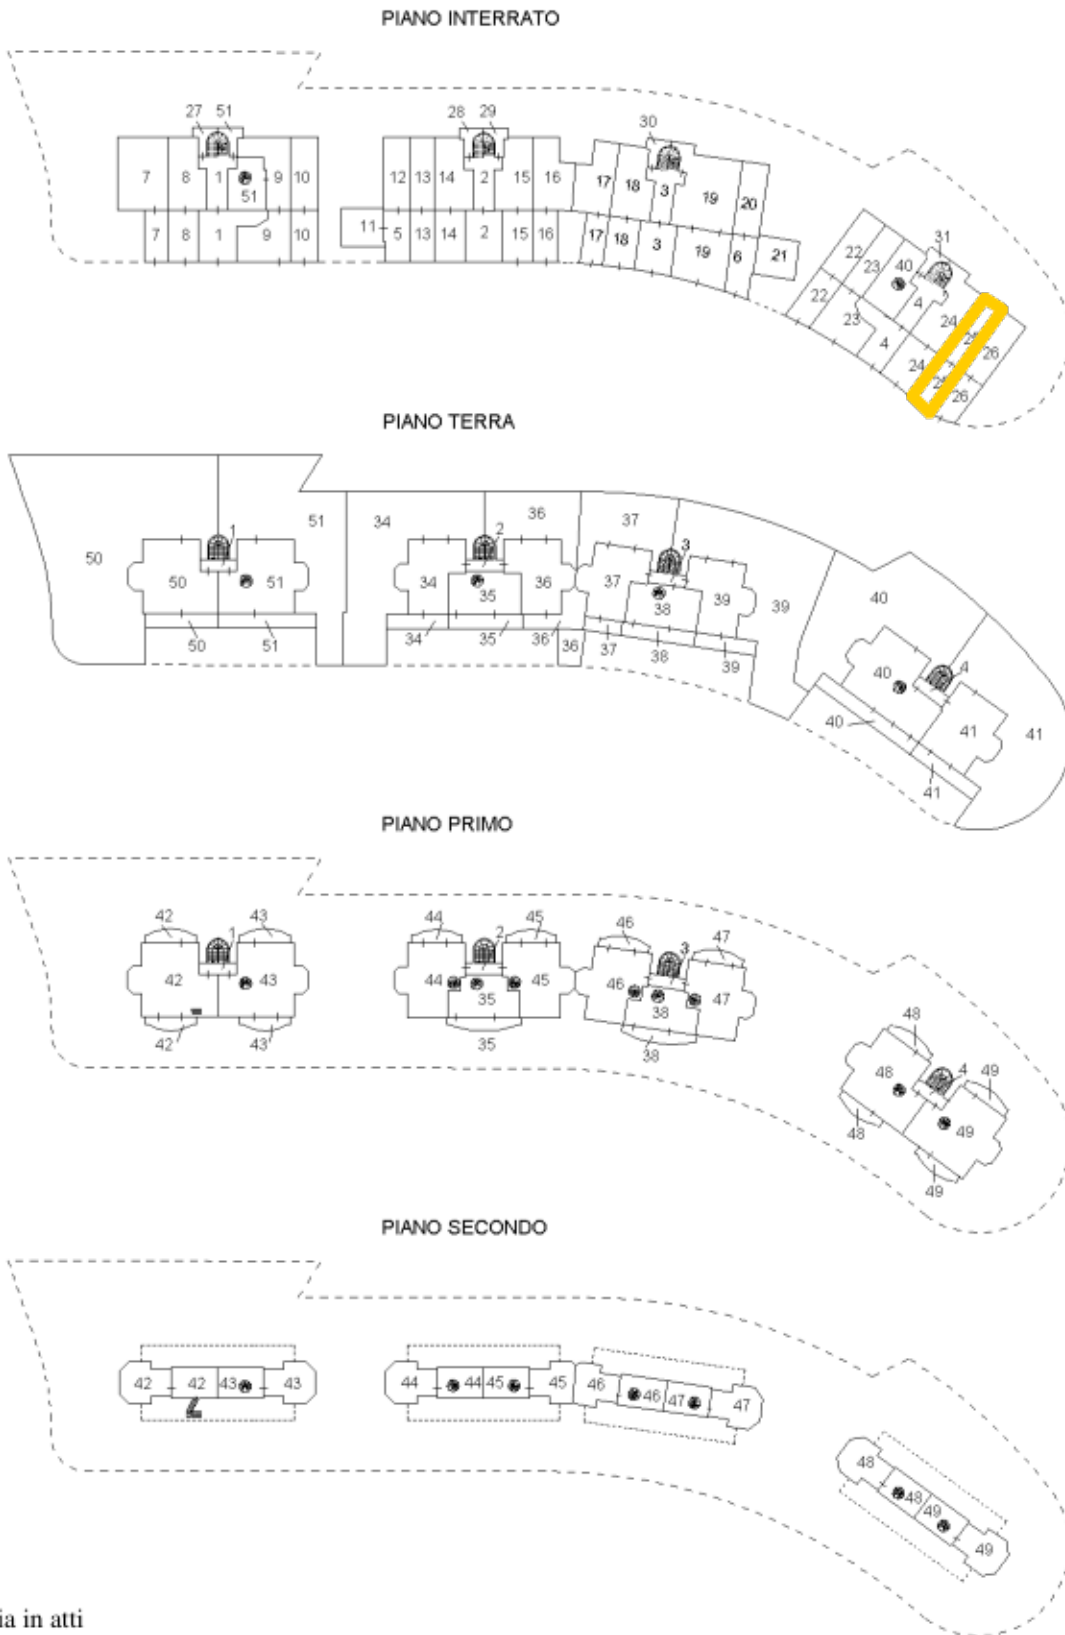 PIANO INTERRATO
27 51 28 29 30
7 8 1 51 9 10 12 13 14 2 15 16 17 18 3 19 20 31
7 8 1 9 10 11 5 13 14 2 15 16 17 18 3 19 6 21 22 23 40 4 24 25 26
22 23 4 24 25 26
PIANO TERRA
50 51 34 36 37 39 40
1 2 3 4
50 51 34 35 36 37 38 39 40 41 41
50 51 34 35 36 36 37 38 39 40 41
PIANO PRIMO
42 43 44 45 46 47 48 49
1 2 3 4
42 43 44 35 45 46 38 47 48 49
42 43 35 38 48 49
PIANO SECONDO
42 42 43 43 44 44 45 45 46 46 47 47 48 48 49 49
ia in atti